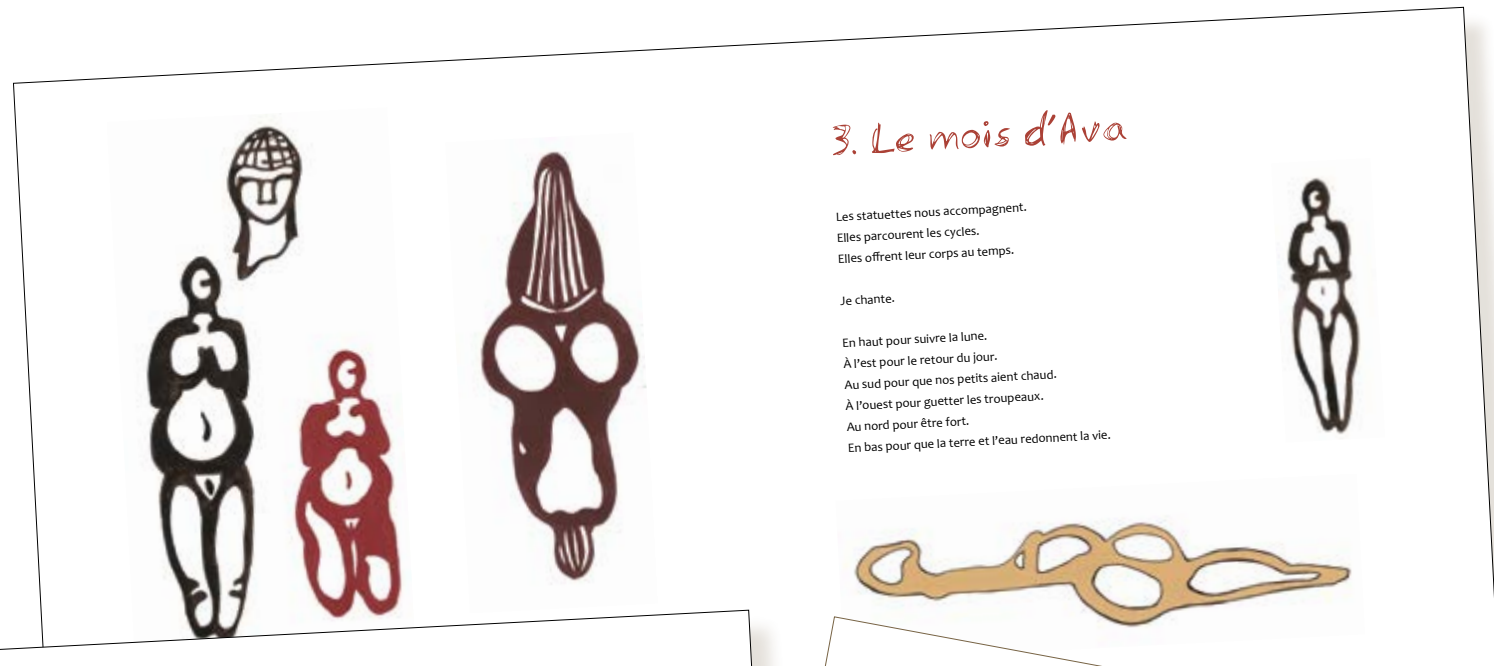 3. Le mois d'Ava
Les statuettes nous accompagnent.
Elles parcourent les cycles.
Elles offrent leur corps au temps.
Je chante.
En haut pour suivre la lune.
À l'est pour le retour du jour.
Au sud pour que nos petits aient chaud.
À l'ouest pour guetter les troupeaux.
Au nord pour être fort.
En bas pour que la terre et l'eau redonnent la vie.